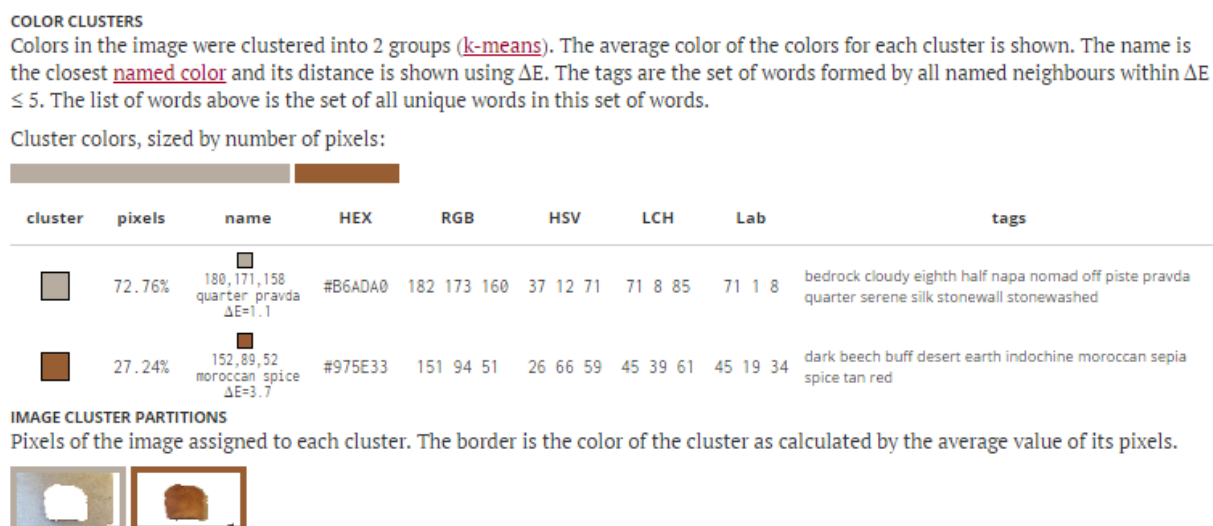 COLOR CLUSTERS
Colors in the image were clustered into 2 groups (k-means). The average color of the colors for each cluster is shown. The name is
the closest named color and its distance is shown using ΔE. The tags are the set of words formed by all named neighbours within ΔE
≤ 5. The list of words above is the set of all unique words in this set of words.
Cluster colors, sized by number of pixels:
cluster pixels name HEX RGB HSV LCH Lab tags
72.76% 180,171,158 quarter pravda ΔE=1.1 #B6ADA0 182 173 160 37 12 71 71 8 85 71 1 8 bedrock cloudy eighth half napa nomad off piste pravda
quarter serene silk stonewall stonewashed
27.24% 152,89,52 moroccan spice ΔE=3.7 #975E33 151 94 51 26 66 59 45 39 61 45 19 34 dark beech buff desert earth indochine moroccan sepia
spice tan red
IMAGE CLUSTER PARTITIONS
Pixels of the image assigned to each cluster. The border is the color of the cluster as calculated by the average value of its pixels.